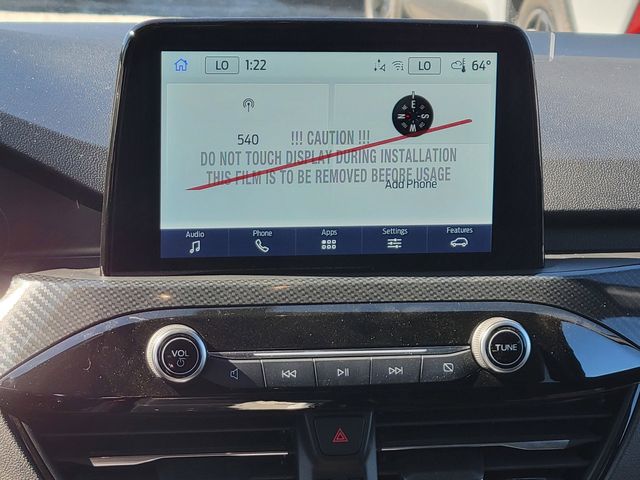 LO 1:22 LO 64°
E
N S
W
540
!!! CAUTION !!!
DO NOT TOUCH DISPLAY DURING INSTALLATION
THIS FILM IS TO BE REMOVED BEFORE USAGE
Add Phone
Audio Phone Apps Settings Features
VOL TUNE